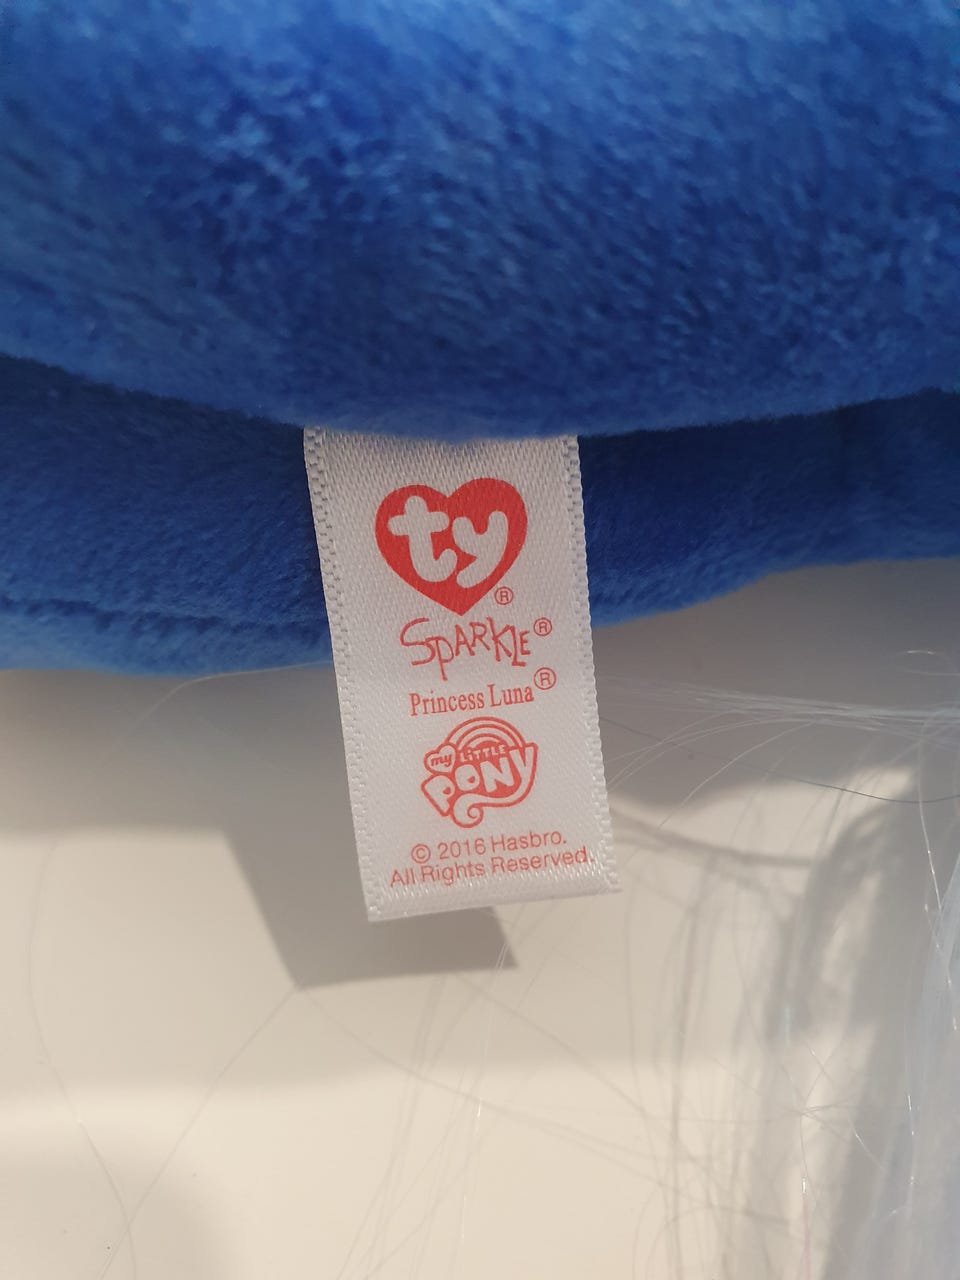 ty®
SPARKLE®
Princess Luna®
my LiTTLE
PONY
© 2016 Hasbro.
All Rights Reserved.